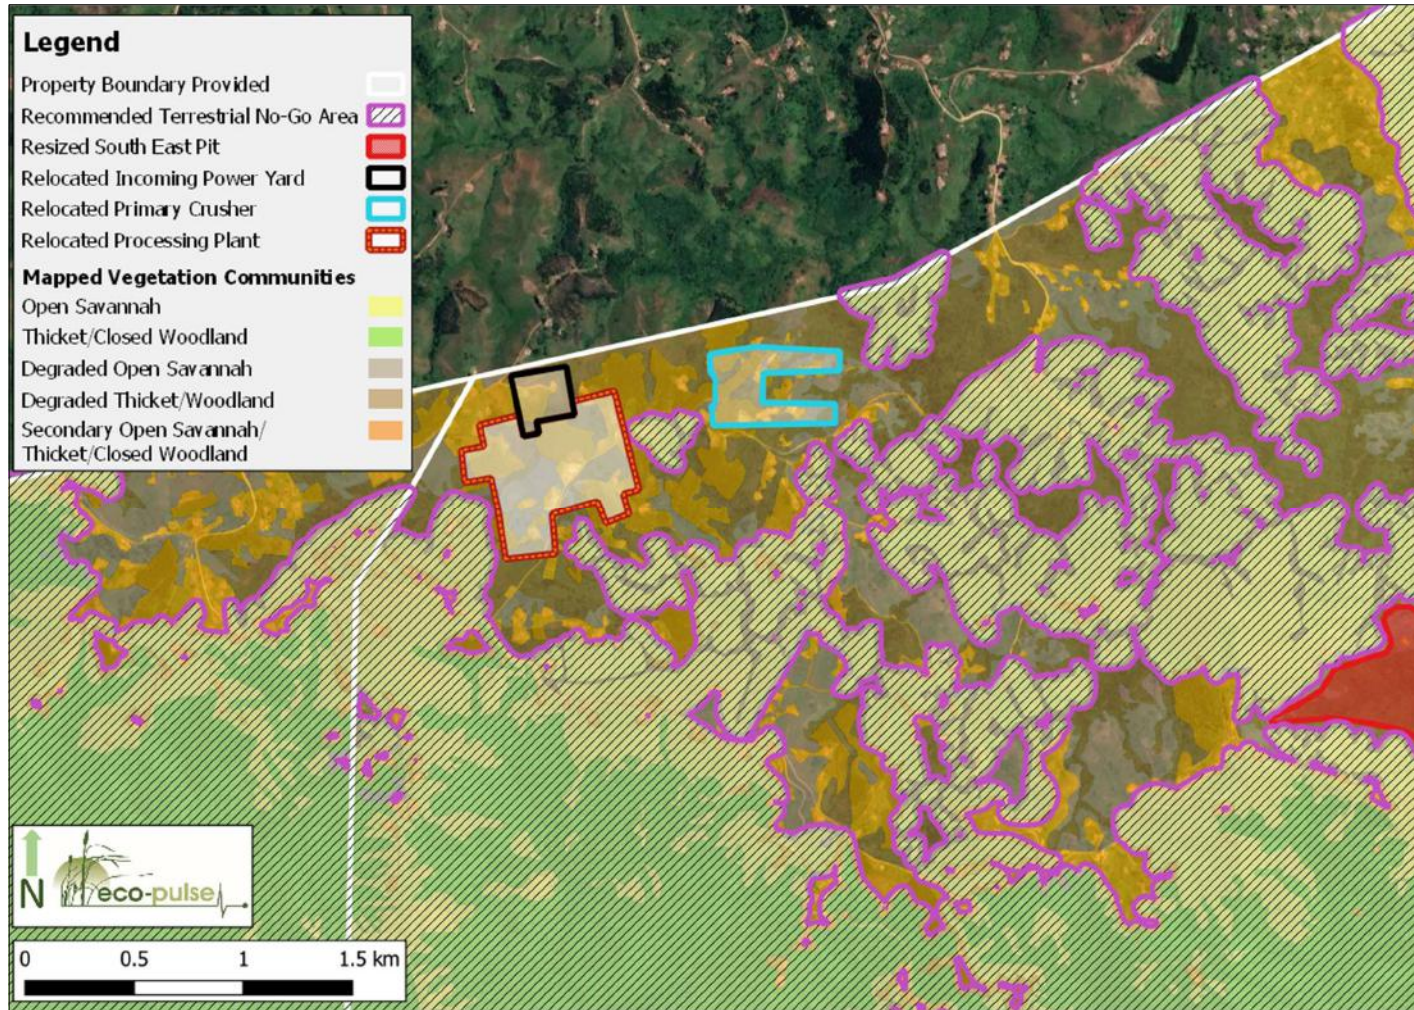 Legend
Property Boundary Provided
Recommended Terrestrial No-Go Area
Resized South East Pit
Relocated Incoming Power Yard
Relocated Primary Crusher
Relocated Processing Plant
Mapped Vegetation Communities
Open Savannah
Thicket/Closed Woodland
Degraded Open Savannah
Degraded Thicket/Woodland
Secondary Open Savannah/
Thicket/Closed Woodland
N
eco-pulse
0 0.5 1 1.5 km